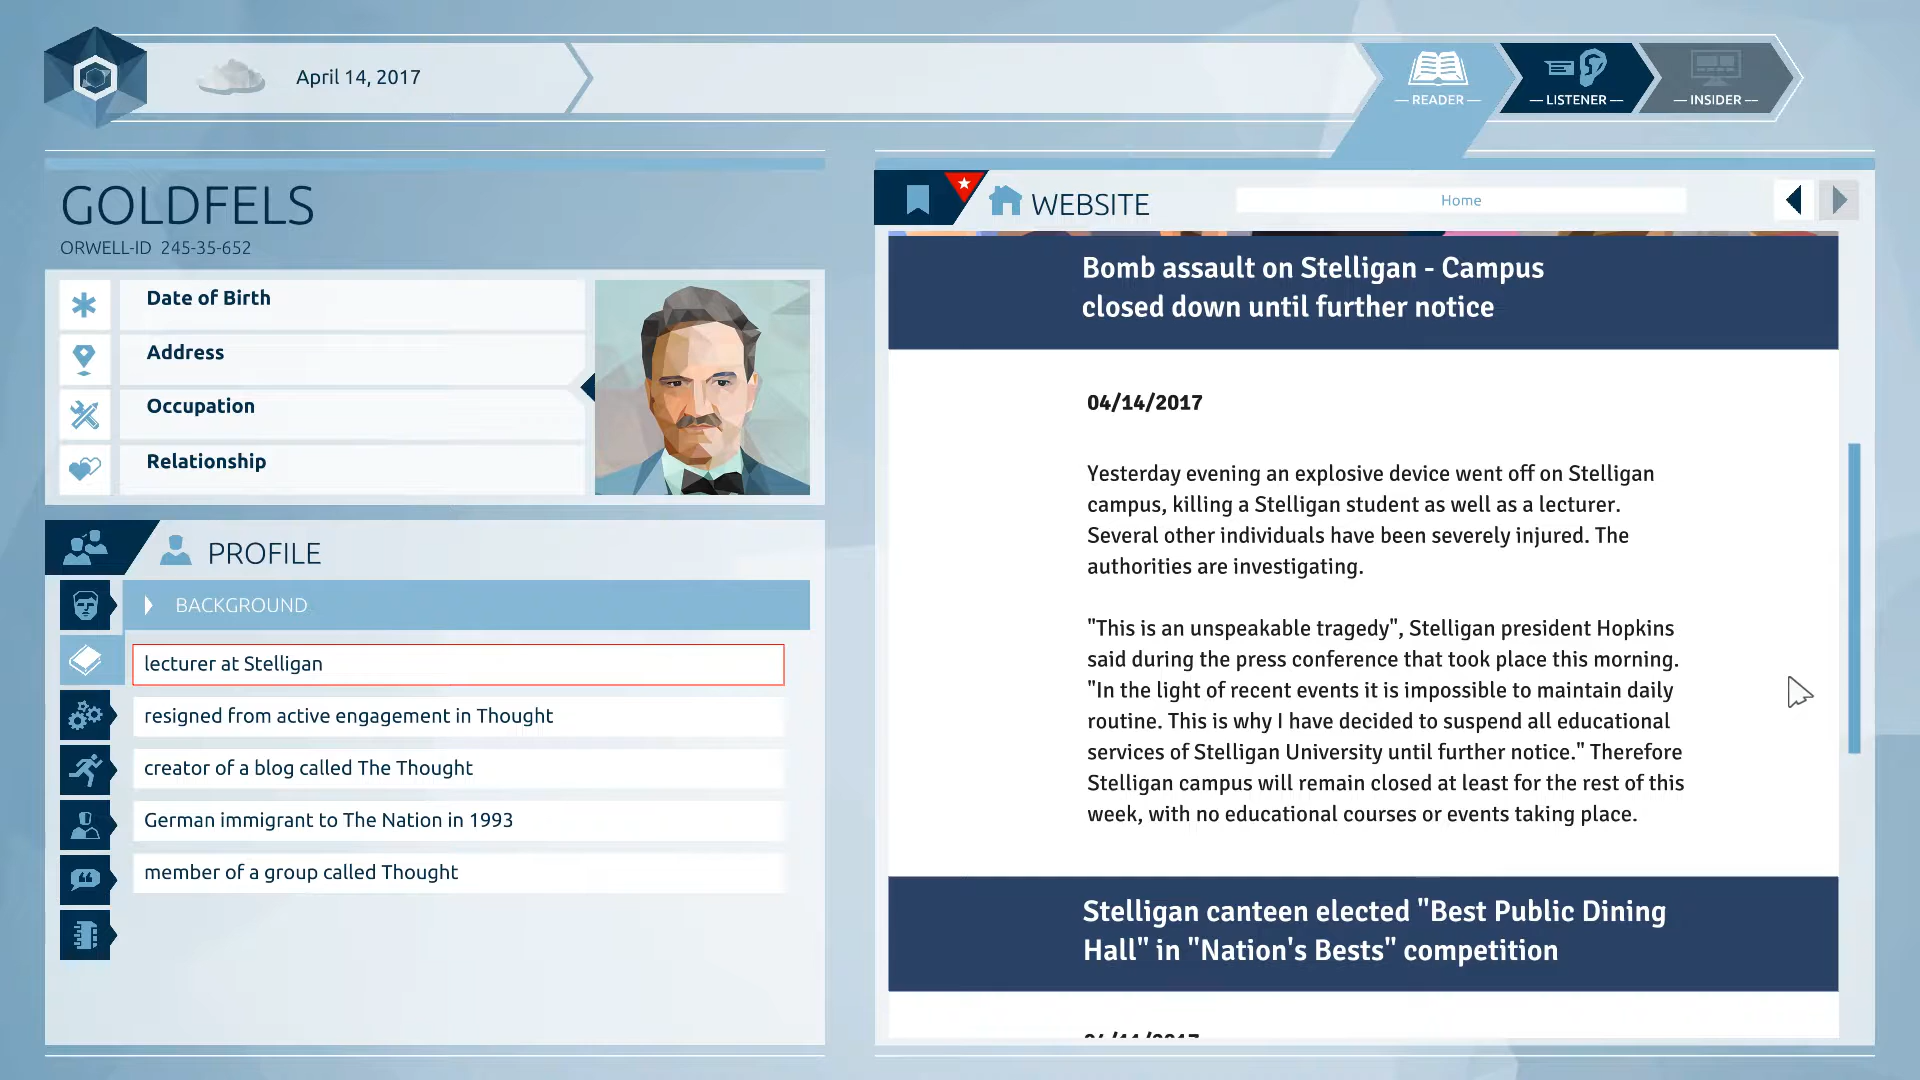 April 14, 2017
— READER —
— LISTENER —
— INSIDER —
GOLDFELS
ORWELL-ID 245-35-652
Date of Birth
Address
Occupation
Relationship
PROFILE
BACKGROUND
lecturer at Stelligan
resigned from active engagement in Thought
creator of a blog called The Thought
German immigrant to The Nation in 1993
member of a group called Thought
WEBSITE
Home
Bomb assault on Stelligan - Campus
closed down until further notice
04/14/2017
Yesterday evening an explosive device went off on Stelligan
campus, killing a Stelligan student as well as a lecturer.
Several other individuals have been severely injured. The
authorities are investigating.
"This is an unspeakable tragedy", Stelligan president Hopkins
said during the press conference that took place this morning.
"In the light of recent events it is impossible to maintain daily
routine. This is why I have decided to suspend all educational
services of Stelligan University until further notice." Therefore
Stelligan campus will remain closed at least for the rest of this
week, with no educational courses or events taking place.
Stelligan canteen elected "Best Public Dining
Hall" in "Nation's Bests" competition